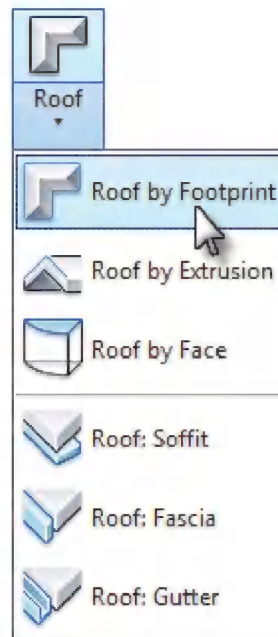 Roof
Roof by Footprint
Roof by Extrusion
Roof by Face
Roof: Soffit
Roof: Fascia
Roof: Gutter